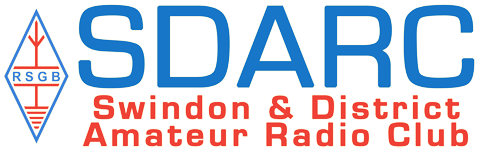 RSGB
SDARC
Swindon & District
Amateur Radio Club